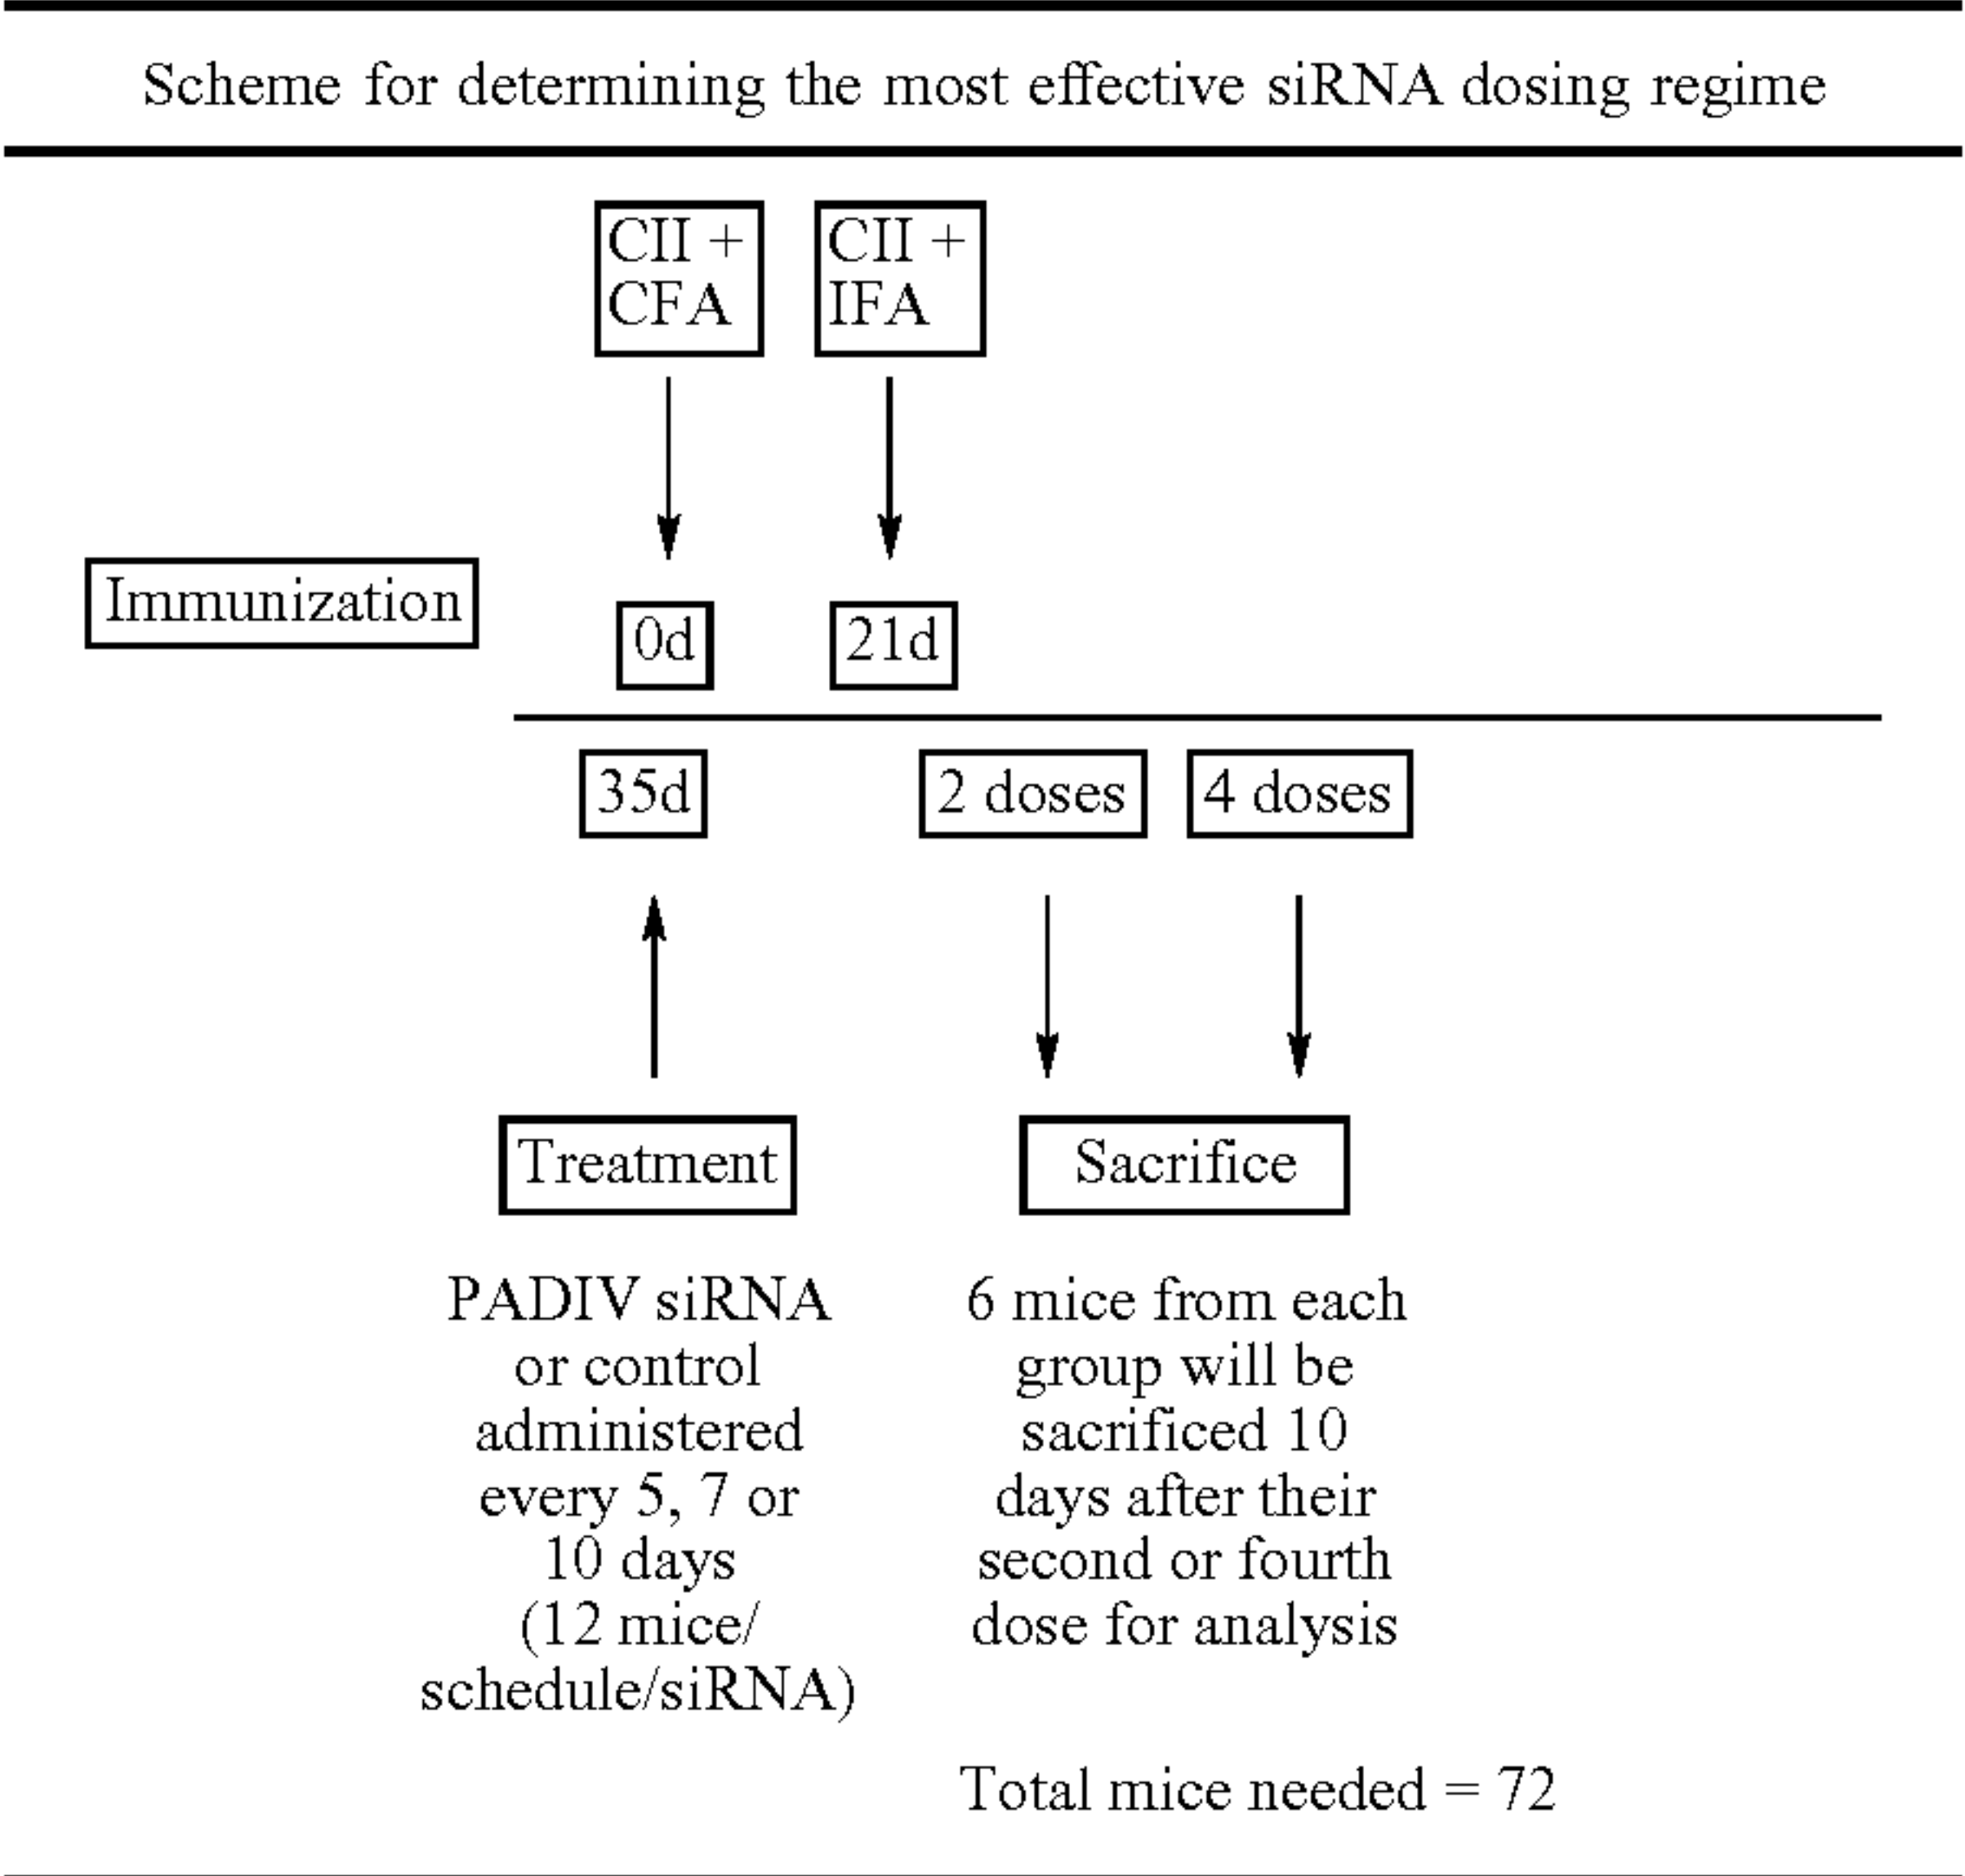 Scheme for determining the most effective siRNA dosing regime
CII +
CFA
CII +
IFA
Immunization
0d
21d
35d
2 doses
4 doses
Treatment
Sacrifice
PADIV siRNA
or control
administered
every 5, 7 or
10 days
(12 mice/
schedule/siRNA)
6 mice from each
group will be
sacrificed 10
days after their
second or fourth
dose for analysis
Total mice needed = 72